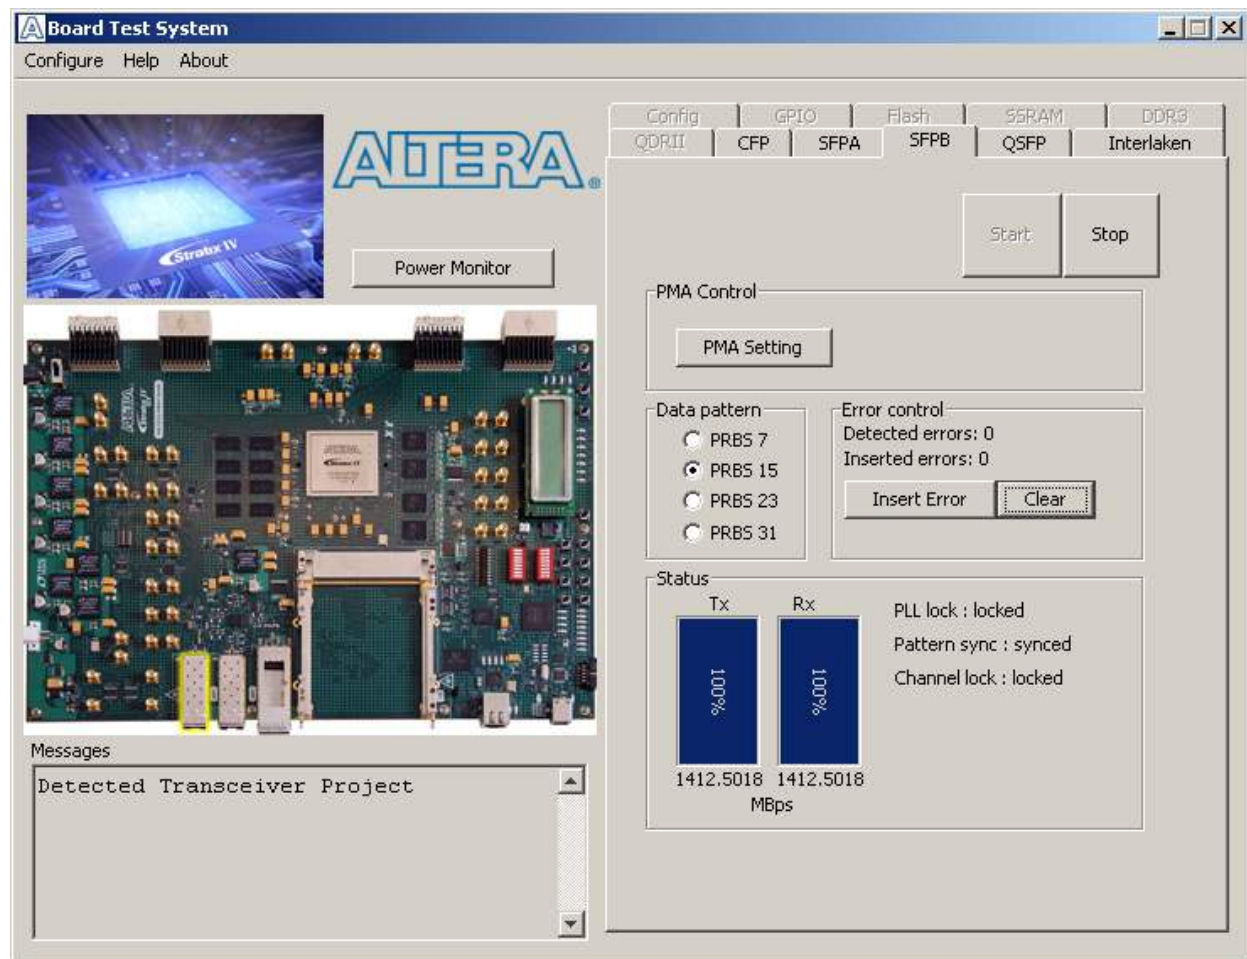 Board Test System
Configure Help About
Config GPIO Flash SSRAM DDR3
QDRII CFP SFPA SFPB QSFP Interlaken
ALTERA®
Stratix IV
Power Monitor
Start Stop
PMA Control
PMA Setting
Data pattern
PRBS 7
PRBS 15
PRBS 23
PRBS 31
Error control
Detected errors: 0
Inserted errors: 0
Insert Error Clear
Status
Tx Rx
100% 100%
1412.5018 1412.5018
MBps
PLL lock : locked
Pattern sync : synced
Channel lock : locked
Messages
Detected Transceiver Project